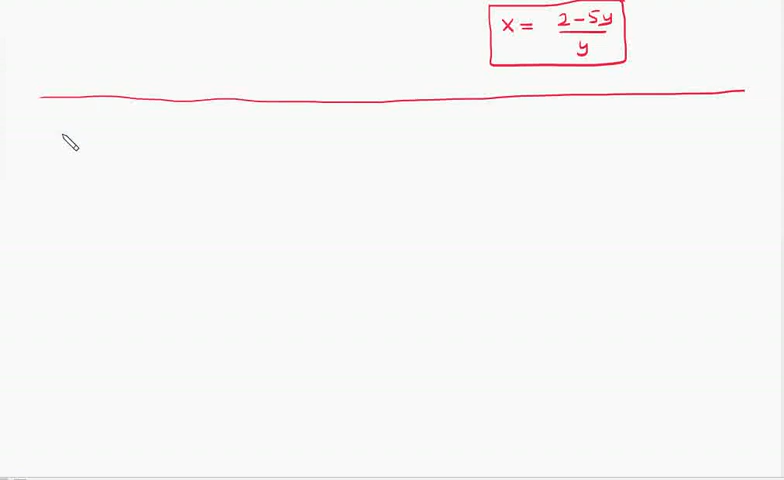 x = (2-5y)/y